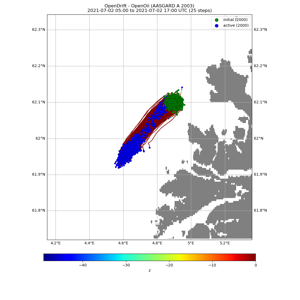 OpenDrift - OpenOil (AASGARD A 2003)
2021-07-02 05:00 to 2021-07-02 17:00 UTC (25 steps)
initial (2000)
active (2000)
62.3°N 62.3°N
62.2°N 62.2°N
62.1°N 62.1°N
62°N 62°N
61.9°N 61.9°N
61.8°N 61.8°N
4.2°E 4.4°E 4.6°E 4.8°E 5°E 5.2°E
−40 −30 −20 −10 0
z